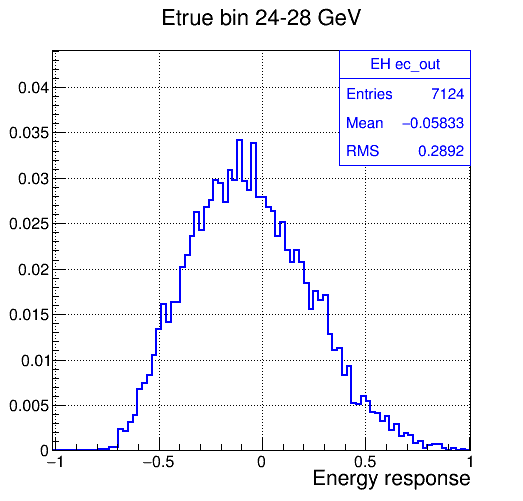 Etrue bin 24-28 GeV
EH ec_out
Entries 7124
Mean −0.05833
RMS 0.2892
0.04
0.035
0.03
0.025
0.02
0.015
0.01
0.005
0
−1 −0.5 0 0.5 1
Energy response